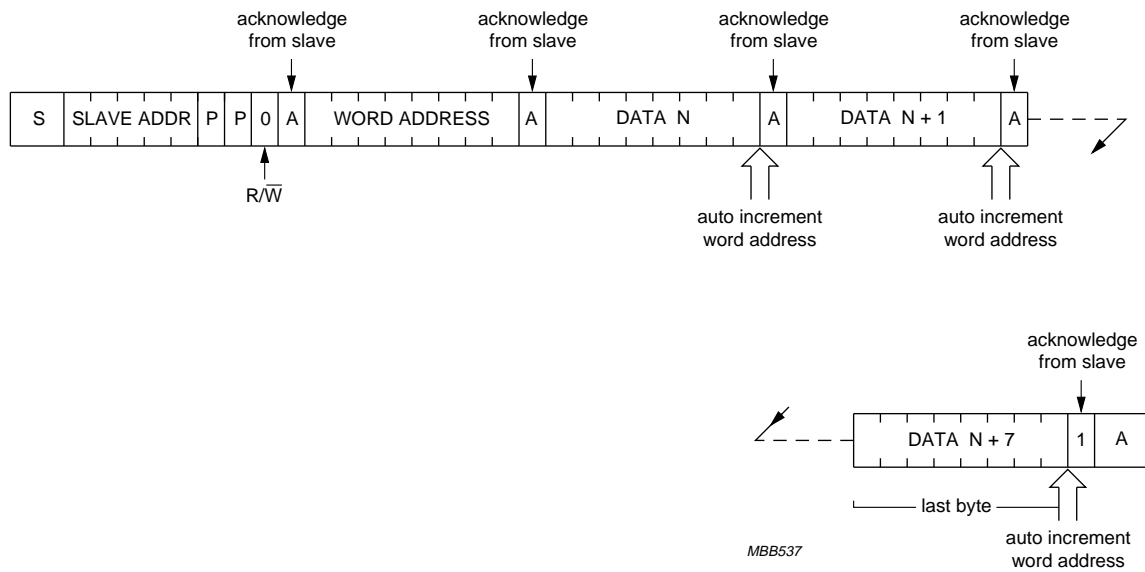 acknowledge
from slave
acknowledge
from slave
acknowledge
from slave
acknowledge
from slave
S SLAVE ADDR P P 0 A WORD ADDRESS A DATA N A DATA N + 1 A
R/W̅
auto increment
word address
auto increment
word address
acknowledge
from slave
DATA N + 7 1 A
last byte
auto increment
word address
MBB537